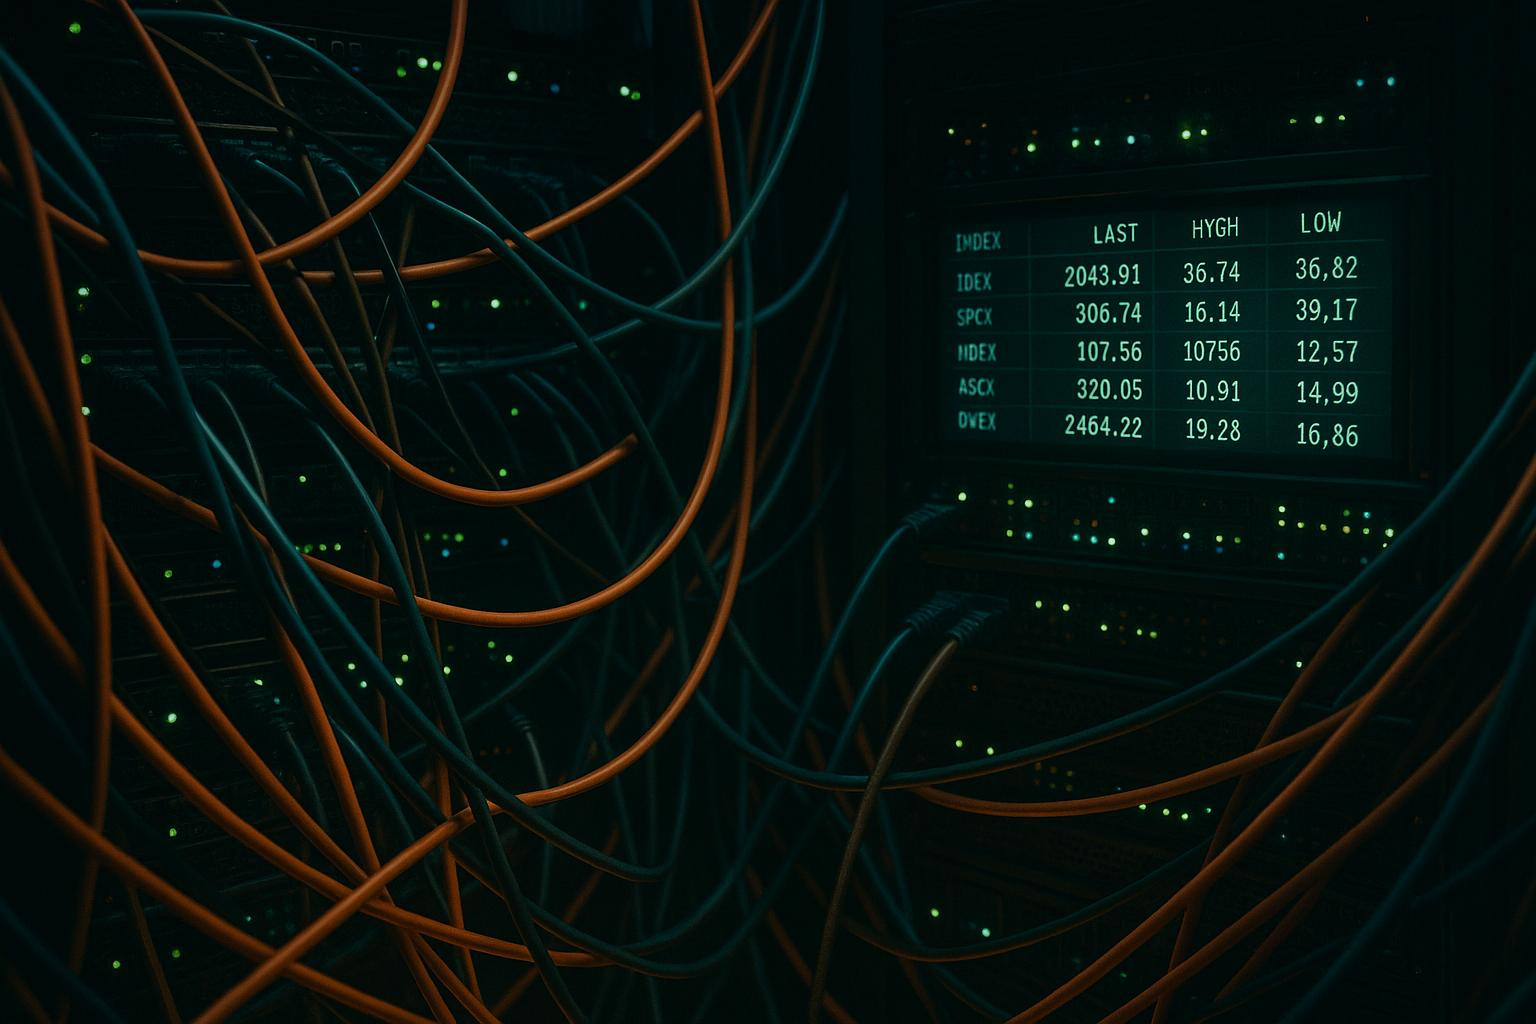 IMDEX LAST HYGH LOW
IDEX 2043.91 36.74 36,82
SPCX 306.74 16.14 39,17
NDEX 107.56 10756 12,57
ASCX 320.05 10.91 14,99
DWEX 2464.22 19.28 16,86